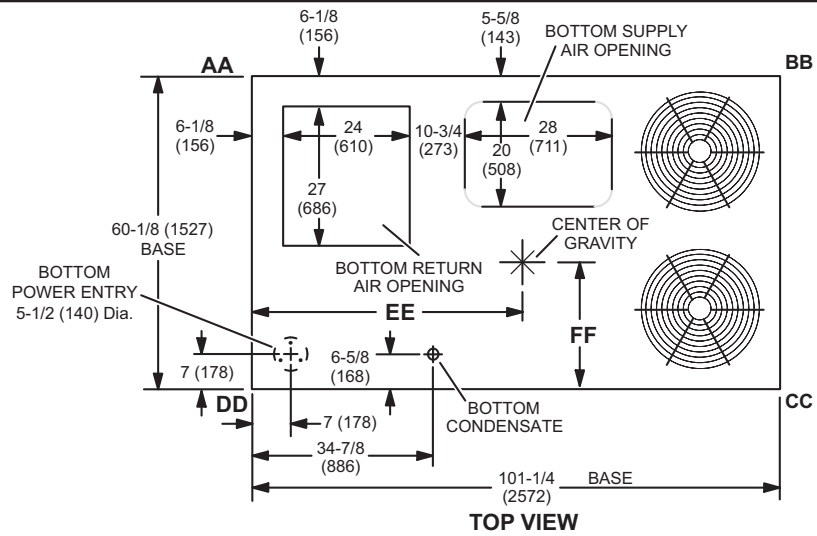 6-1/8
(156)
5-5/8
(143)
BOTTOM SUPPLY
AIR OPENING
AA
BB
6-1/8
(156)
24
(610)
10-3/4
(273)
28
(711)
20
(508)
27
(686)
60-1/8 (1527)
BASE
CENTER OF
GRAVITY
BOTTOM RETURN
AIR OPENING
BOTTOM
POWER ENTRY
5-1/2 (140) Dia.
EE
FF
7 (178)
6-5/8
(168)
DD
CC
7 (178)
BOTTOM
CONDENSATE
34-7/8
(886)
101-1/4
(2572)
BASE
TOP VIEW